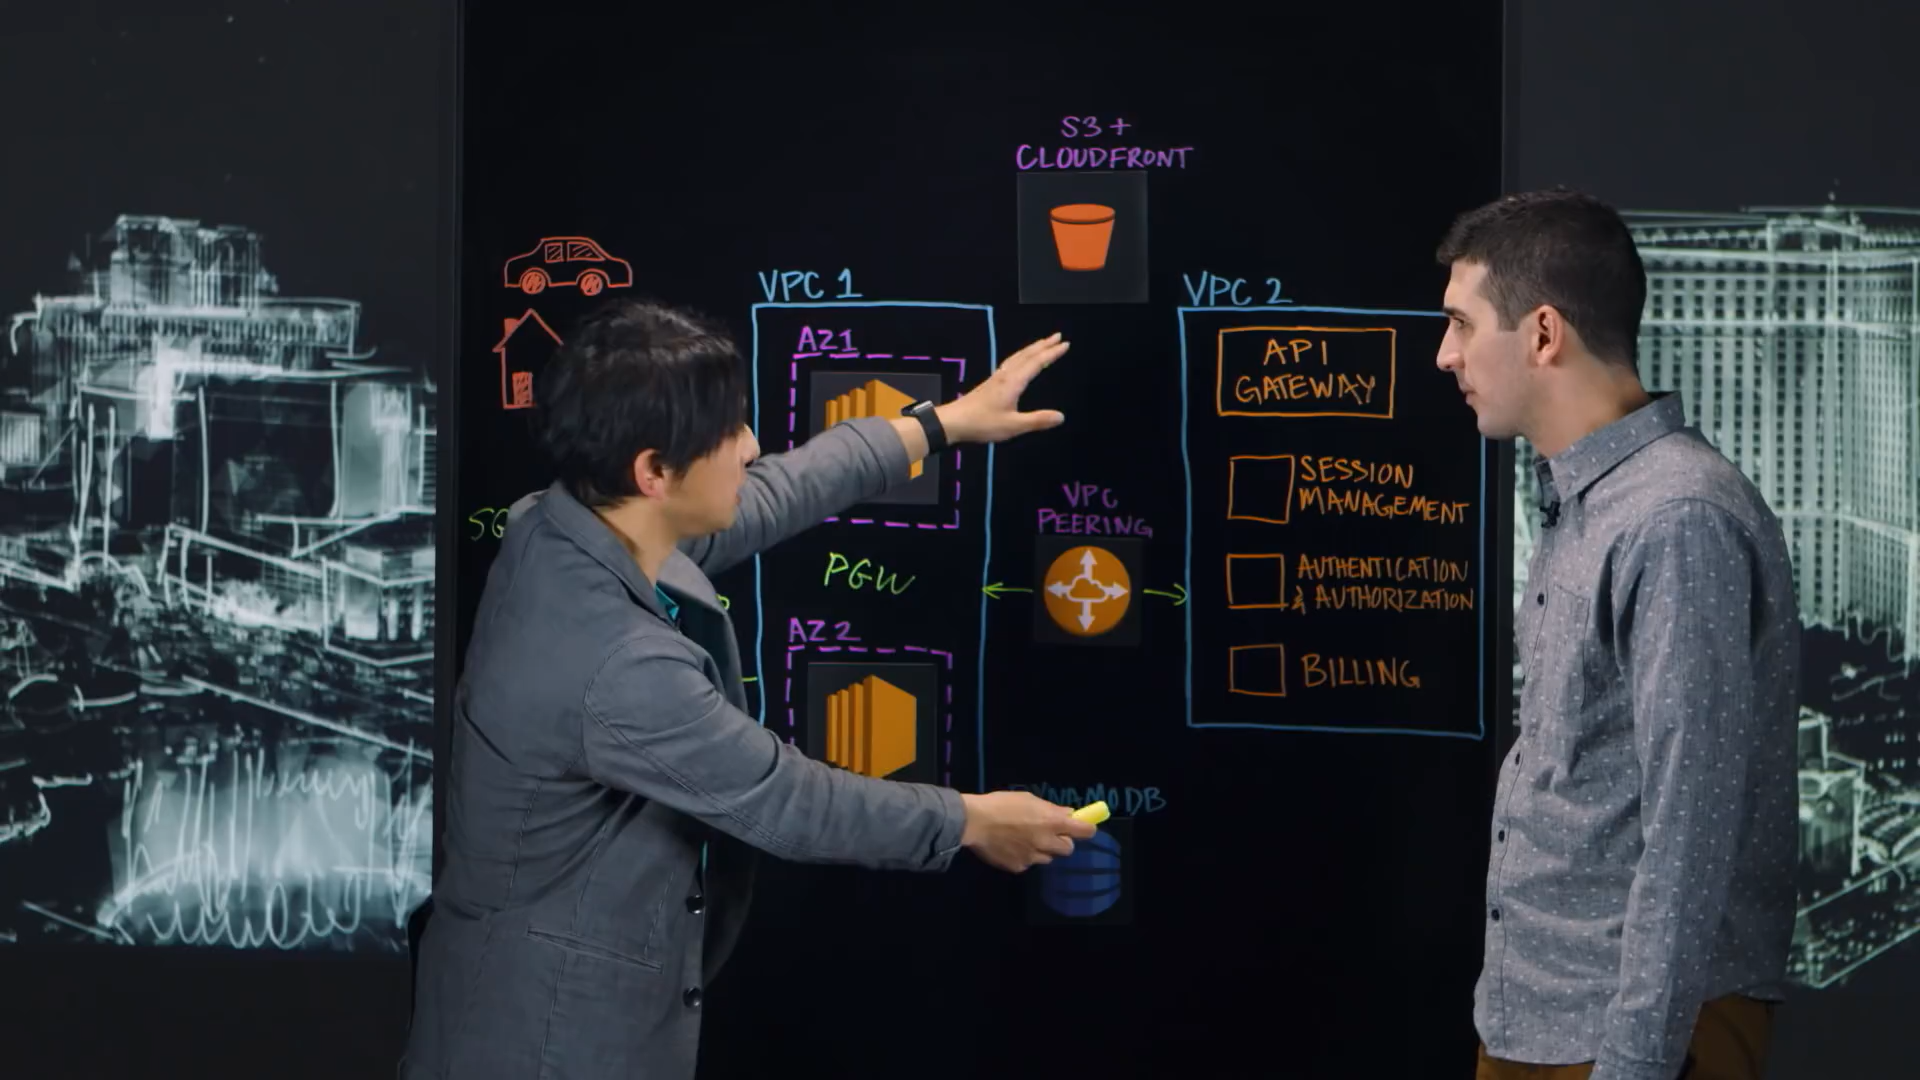 S3 +
CLOUDFRONT
VPC 1
AZ1
PGW
AZ 2
VPC
PEERING
VPC 2
API
GATEWAY
SESSION
MANAGEMENT
AUTHENTICATION
& AUTHORIZATION
BILLING
DYNAMODB